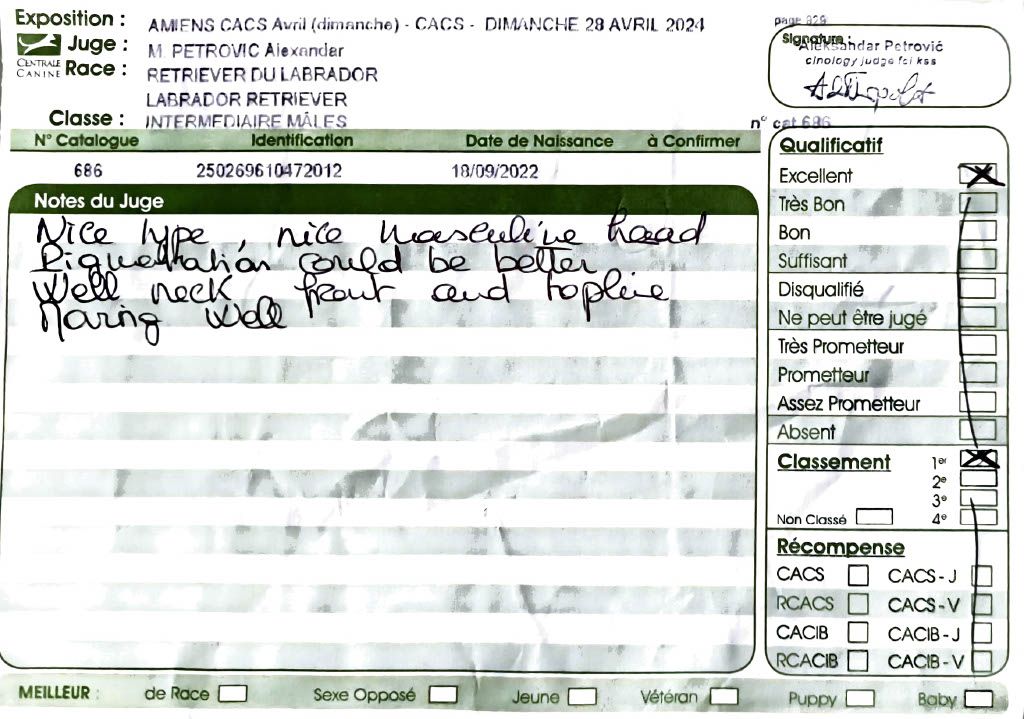 Exposition : AMIENS CACS Avril (dimanche) - CACS - DIMANCHE 28 AVRIL 2024
page 829
Juge : M. PETROVIC Alexandar
CENTRALE CANINE
Race : RETRIEVER DU LABRADOR
LABRADOR RETRIEVER
Classe : INTERMEDIAIRE MÂLES
Signature :
Aleksandar Petrović
cinology judge fci kss
n° cat 686
N° Catalogue Identification Date de Naissance à Confirmer
686 250269610472012 18/09/2022
Notes du Juge
Nice type, nice masculine head
Piguetation could be better
Well neck front and topline
Moving well
Qualificatif
Excellent
Très Bon
Bon
Suffisant
Disqualifié
Ne peut être jugé
Très Prometteur
Prometteur
Assez Prometteur
Absent
Classement 1er
2e
3e
Non Classé 4e
Récompense
CACS CACS - J
RCACS CACS - V
CACIB CACIB - J
RCACIB CACIB - V
MEILLEUR : de Race Sexe Opposé Jeune Vétéran Puppy Baby